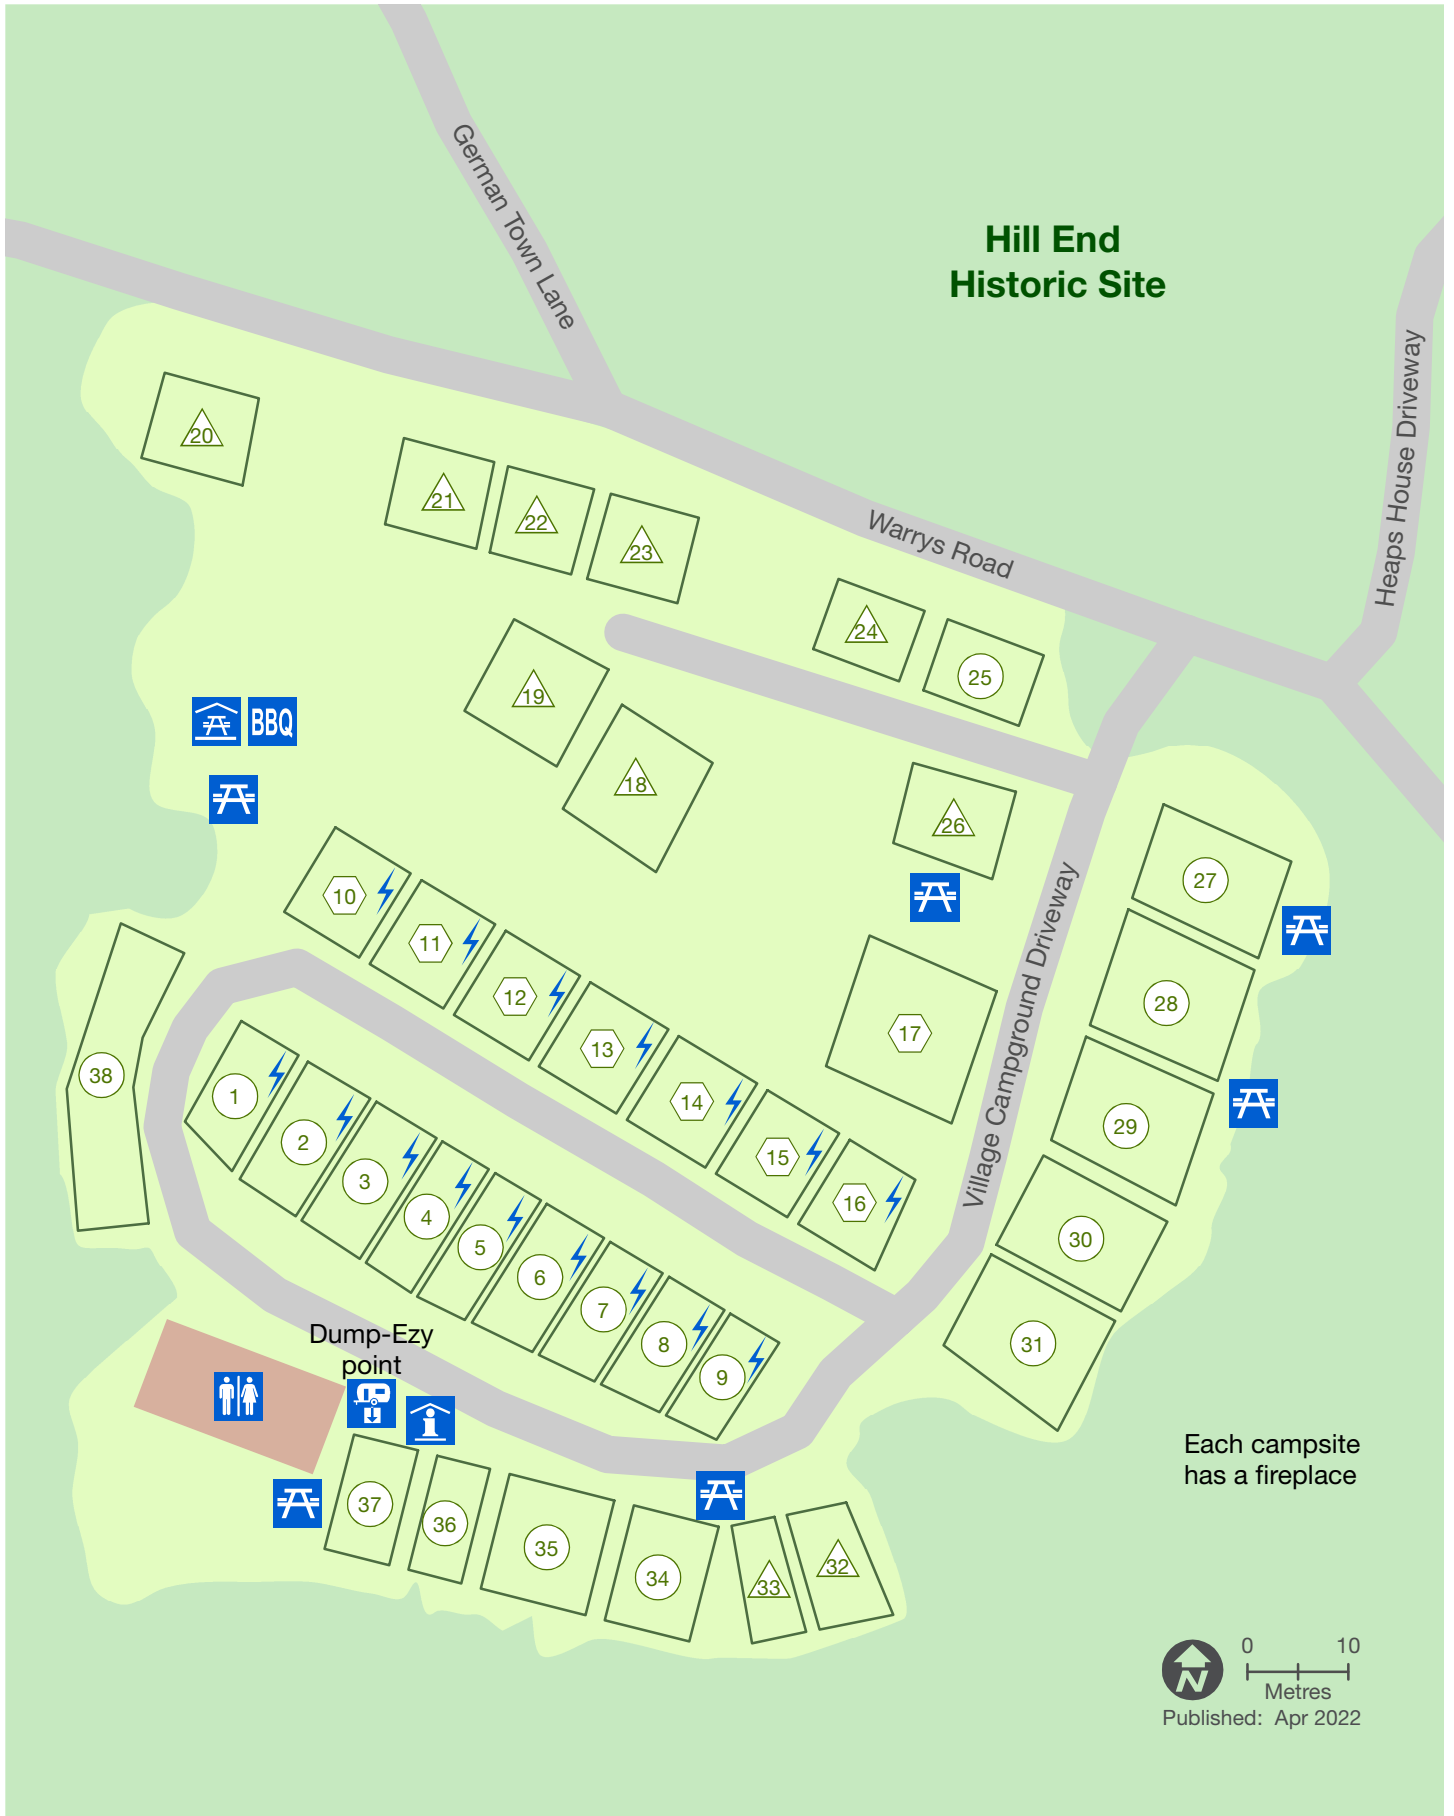 German Town Lane
Hill End
Historic Site
Heaps House Driveway
20
21
22
23
Warrys Road
24
25
19
18
BBQ
26
27
10
11
12
13
14
15
16
17
Village Campground Driveway
28
29
30
31
38
1
2
3
4
5
6
7
8
9
Dump-Ezy
point
Each campsite
has a fireplace
37
36
35
34
33
32
N
0 10
Metres
Published: Apr 2022